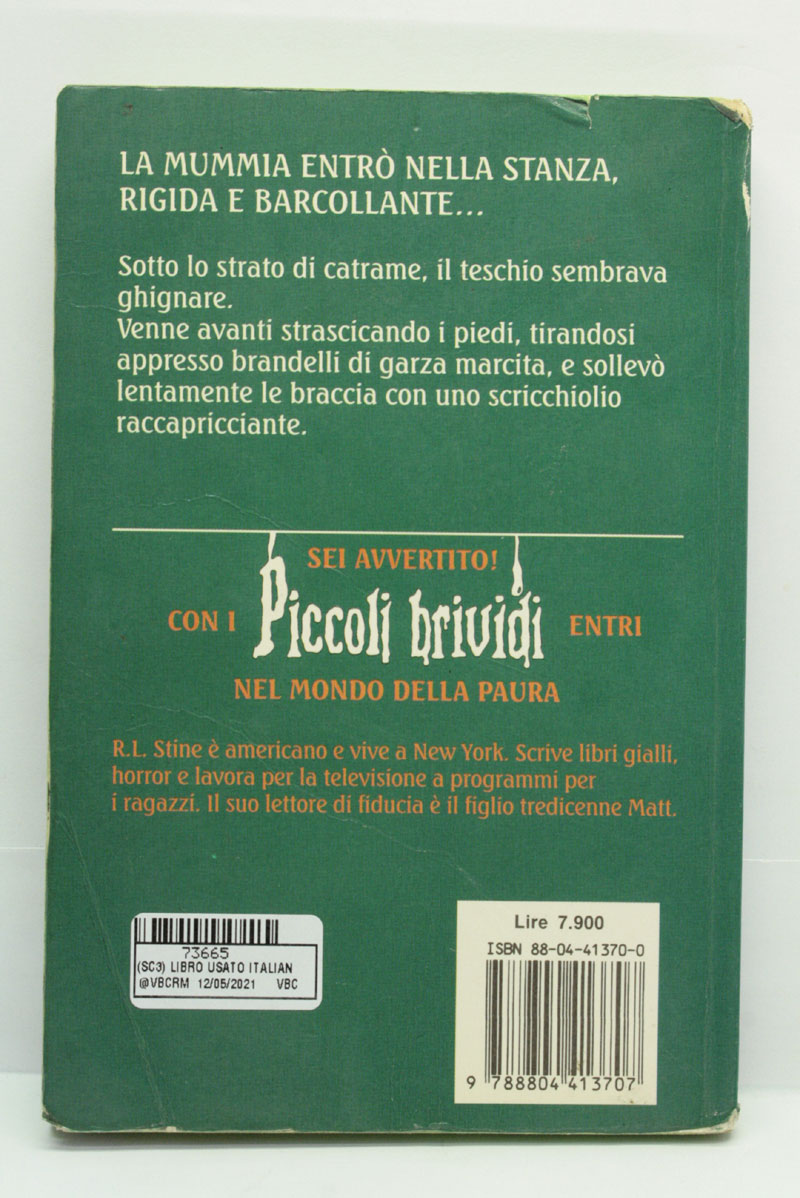 LA MUMMIA ENTRÒ NELLA STANZA,
RIGIDA E BARCOLLANTE...
Sotto lo strato di catrame, il teschio sembrava
ghignare.
Venne avanti strascicando i piedi, tirandosi
appresso brandelli di garza marcita, e sollevò
lentamente le braccia con uno scricchiolio
raccapricciante.
SEI AVVERTITO!
CON I Piccoli brividi ENTRI
NEL MONDO DELLA PAURA
R.L. Stine è americano e vive a New York. Scrive libri gialli,
horror e lavora per la televisione a programmi per
i ragazzi. Il suo lettore di fiducia è il figlio tredicenne Matt.
73665
(SC3) LIBRO USATO ITALIAN
@VBCRM 12/05/2021 VBC
Lire 7.900
ISBN 88-04-41370-0
9 788804 413707